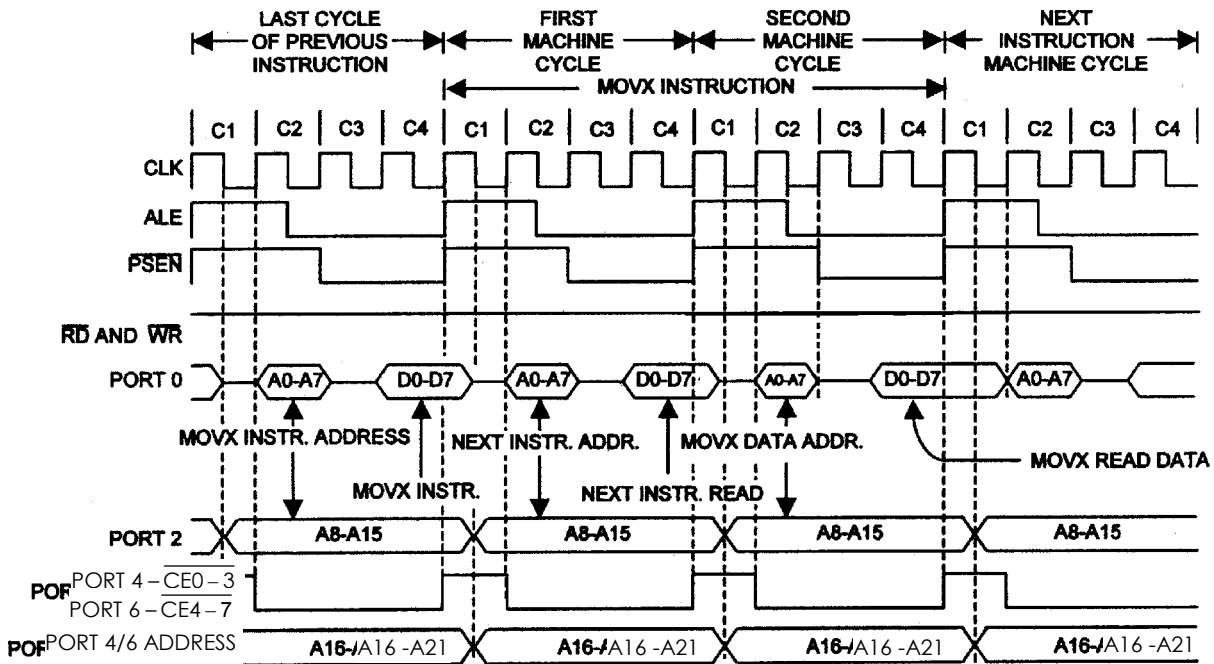 LAST CYCLE OF PREVIOUS INSTRUCTION
FIRST MACHINE CYCLE
SECOND MACHINE CYCLE
NEXT INSTRUCTION MACHINE CYCLE
MOVX INSTRUCTION
C1 C2 C3 C4 C1 C2 C3 C4 C1 C2 C3 C4 C1 C2 C3 C4
CLK
ALE
PSEN
RD AND WR
PORT 0 A0-A7 D0-D7 A0-A7 D0-D7 A0-A7 D0-D7 A0-A7
MOVX INSTR. ADDRESS NEXT INSTR. ADDR. MOVX DATA ADDR.
MOVX READ DATA
MOVX INSTR. NEXT INSTR. READ
PORT 2 A8-A15 A8-A15 A8-A15 A8-A15
PORT 4 – CE0 – 3
PORT 6 – CE4 – 7
PORT 4/6 ADDRESS A16 -A21 A16 -A21 A16 -A21 A16 -A21